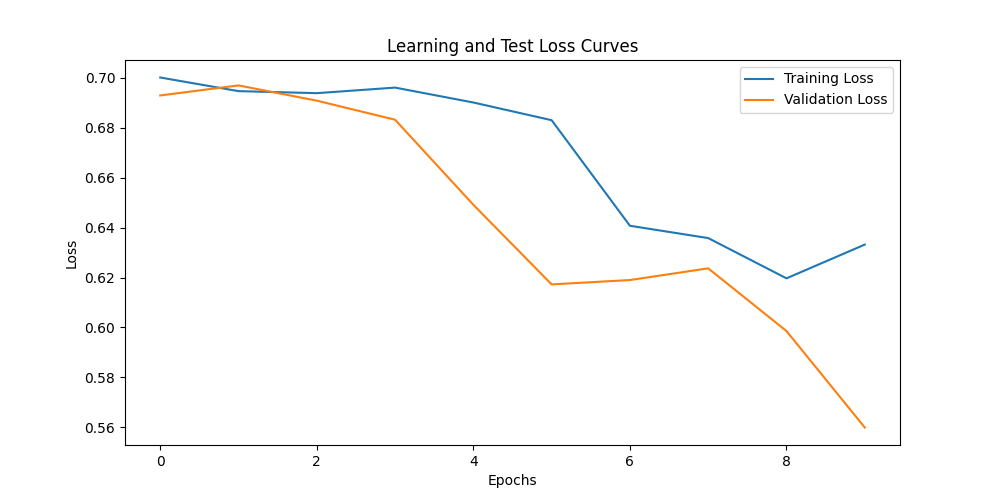 Learning and Test Loss Curves
Training Loss
Validation Loss
Loss
0.70
0.68
0.66
0.64
0.62
0.60
0.58
0.56
0 2 4 6 8
Epochs